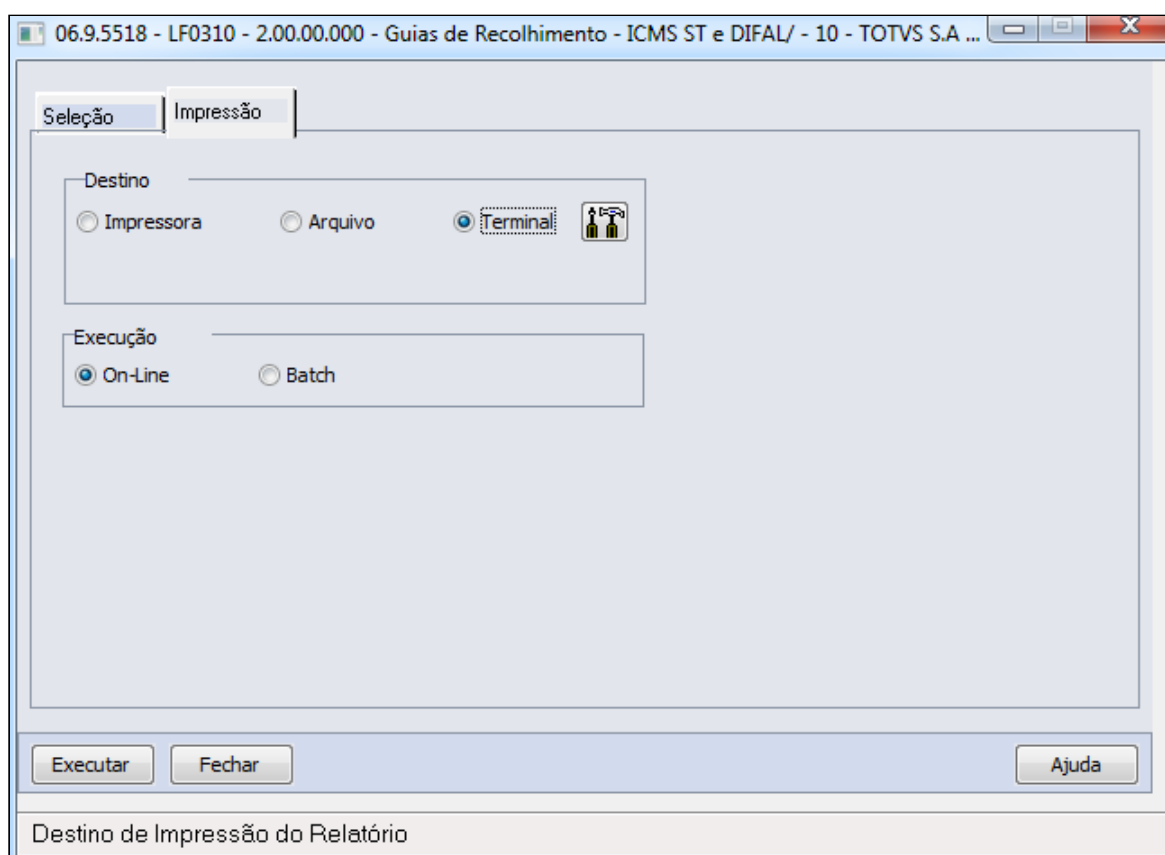 06.9.5518 - LF0310 - 2.00.00.000 - Guias de Recolhimento - ICMS ST e DIFAL/ - 10 - TOTVS S.A ...
Seleção Impressão
Destino
Impressora Arquivo Terminal
Execução
On-Line Batch
Executar Fechar Ajuda
Destino de Impressão do Relatório